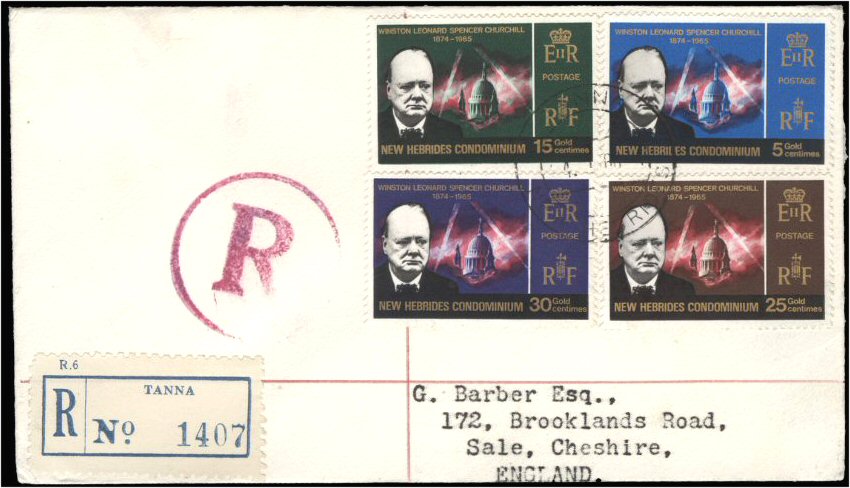 WINSTON LEONARD SPENCER CHURCHILL
1874-1965
EIIR
POSTAGE
RF
15 Gold centimes
NEW HEBRIDES CONDOMINIUM
WINSTON LEONARD SPENCER CHURCHILL
1874-1965
EIIR
POSTAGE
RF
5 Gold centimes
NEW HEBRIDES CONDOMINIUM
WINSTON LEONARD SPENCER CHURCHILL
1874-1965
EIIR
POSTAGE
RF
30 Gold centimes
NEW HEBRIDES CONDOMINIUM
WINSTON LEONARD SPENCER CHURCHILL
1874-1965
EIIR
POSTAGE
RF
25 Gold centimes
NEW HEBRIDES CONDOMINIUM
R
R.6
TANNA
R No 1407
G. Barber Esq.,
172, Brooklands Road,
Sale, Cheshire,
ENGLAND.